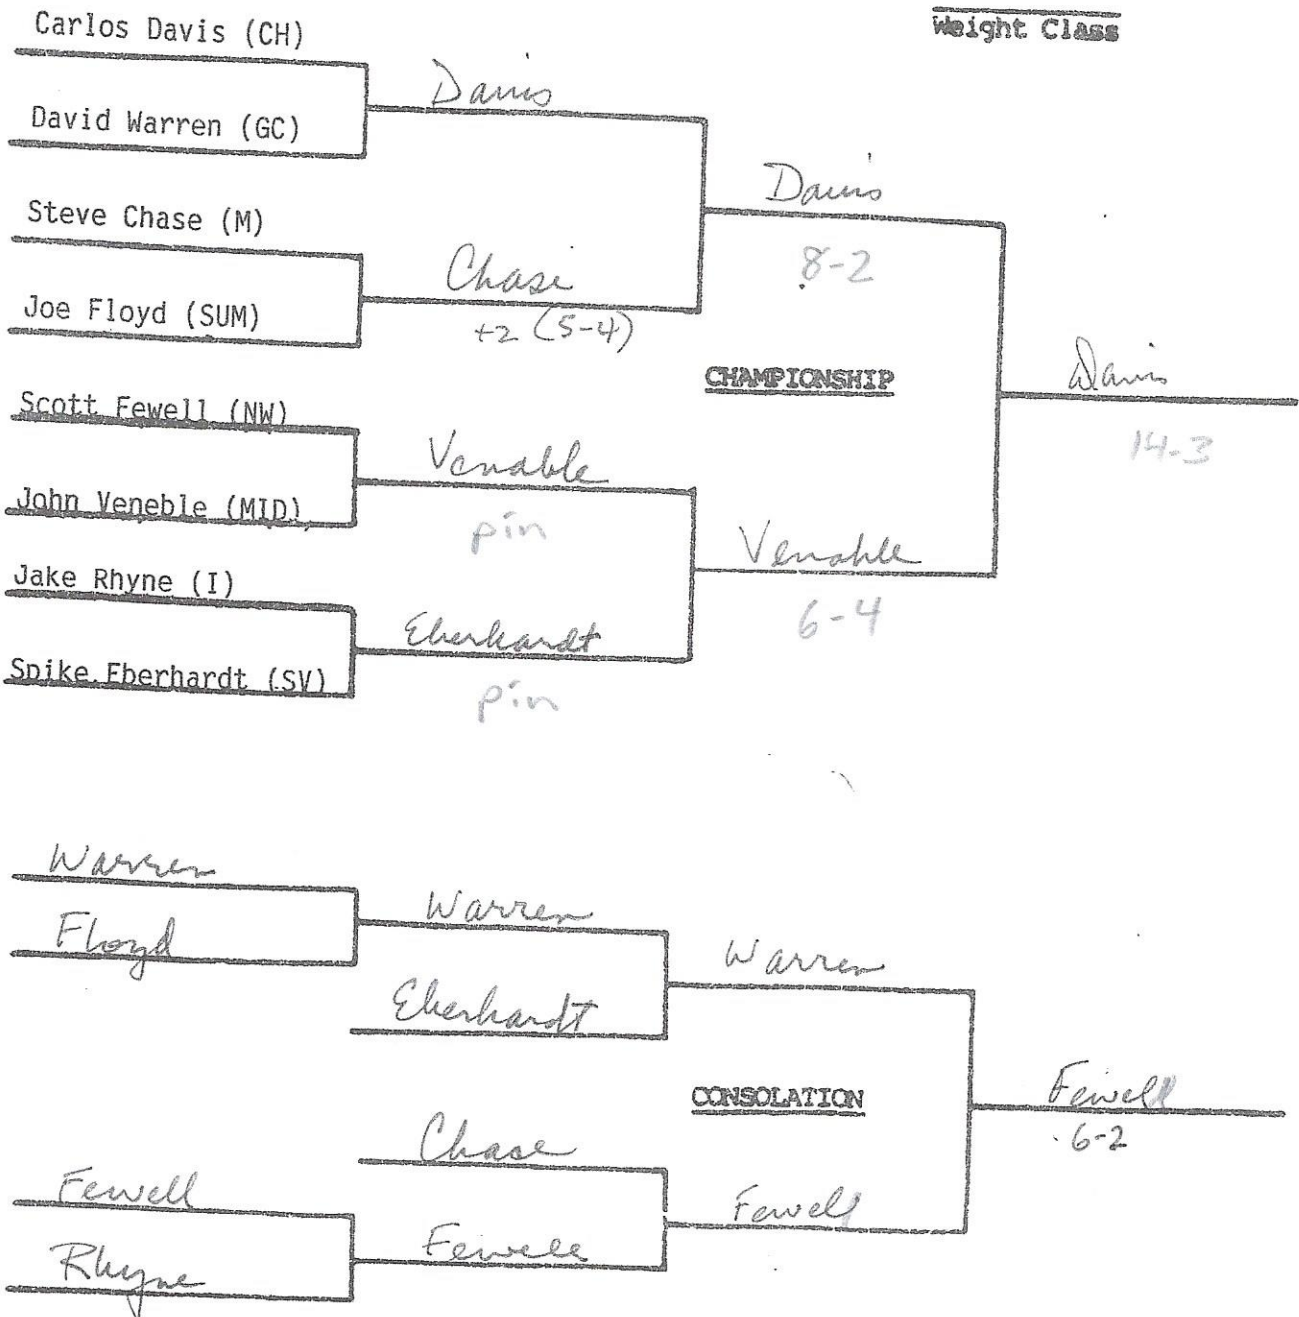 Weight Class
Carlos Davis (CH)
Davis
David Warren (GC)
Davis
8-2
Steve Chase (M)
Chase
+2 (5-4)
Joe Floyd (SUM)
CHAMPIONSHIP
Davis
14-3
Scott Fewell (NW)
Venable
pin
John Veneble (MID)
Venable
6-4
Jake Rhyne (I)
Eberhardt
pin
Spike Eberhardt (SV)
Warren
Warren
Floyd
Warren
Eberhardt
CONSOLATION
Fewell
6-2
Chase
Fewell
Fewell
Fewell
Rhyne